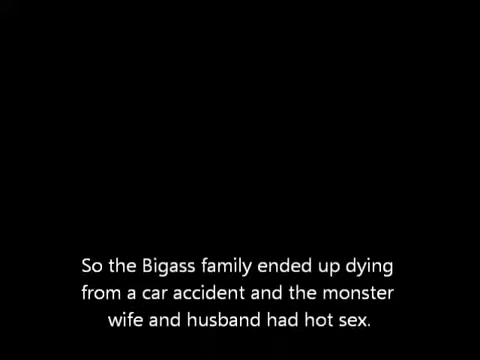 So the Bigass family ended up dying
from a car accident and the monster
wife and husband had hot sex.